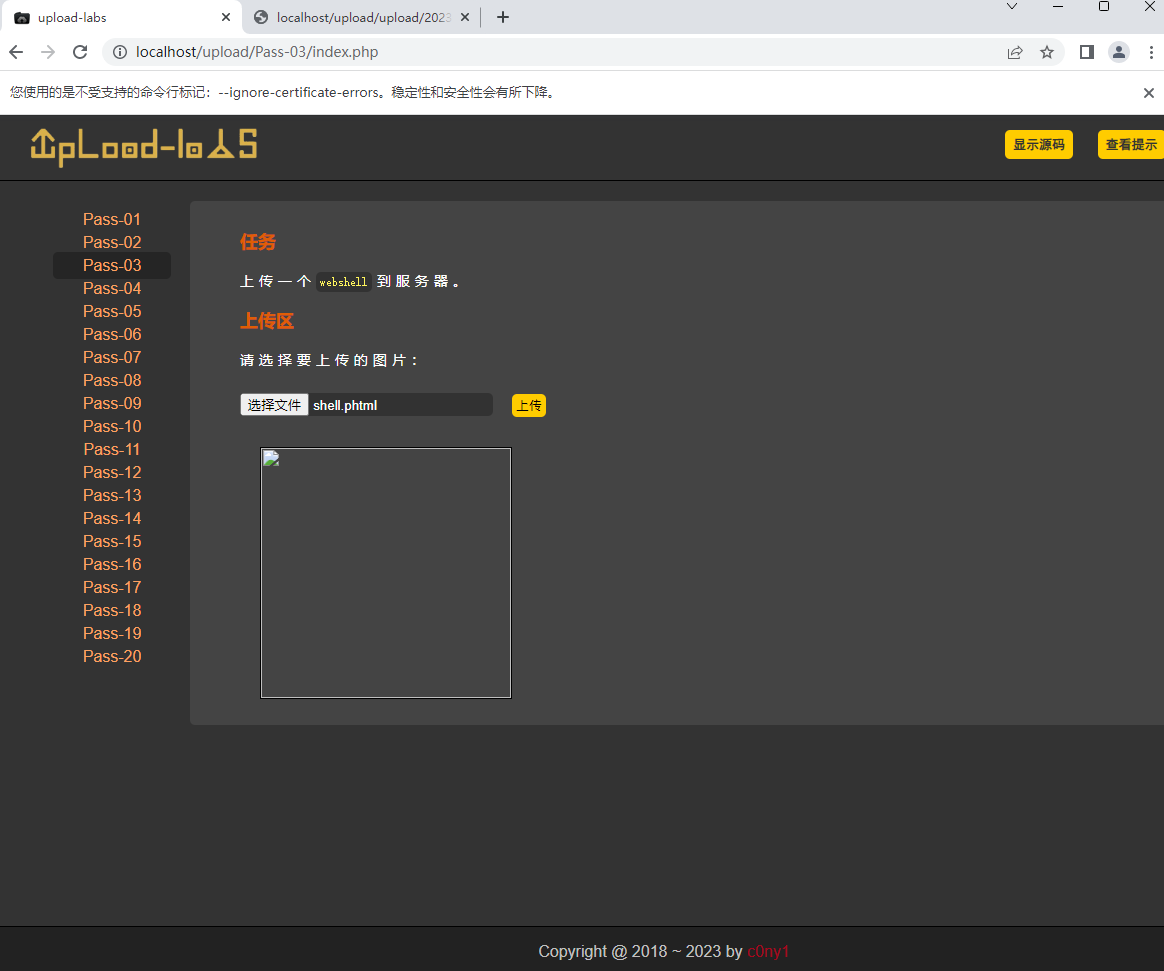 upload-labs
localhost/upload/upload/2023
localhost/upload/Pass-03/index.php
您使用的是不受支持的命令行标记：--ignore-certificate-errors。稳定性和安全性会有所下降。
UpLoad-labs
显示源码
查看提示
Pass-01
Pass-02
Pass-03
Pass-04
Pass-05
Pass-06
Pass-07
Pass-08
Pass-09
Pass-10
Pass-11
Pass-12
Pass-13
Pass-14
Pass-15
Pass-16
Pass-17
Pass-18
Pass-19
Pass-20
任务
上传一个 webshell 到服务器。
上传区
请选择要上传的图片：
选择文件 shell.phtml 上传
Copyright @ 2018 ~ 2023 by c0ny1